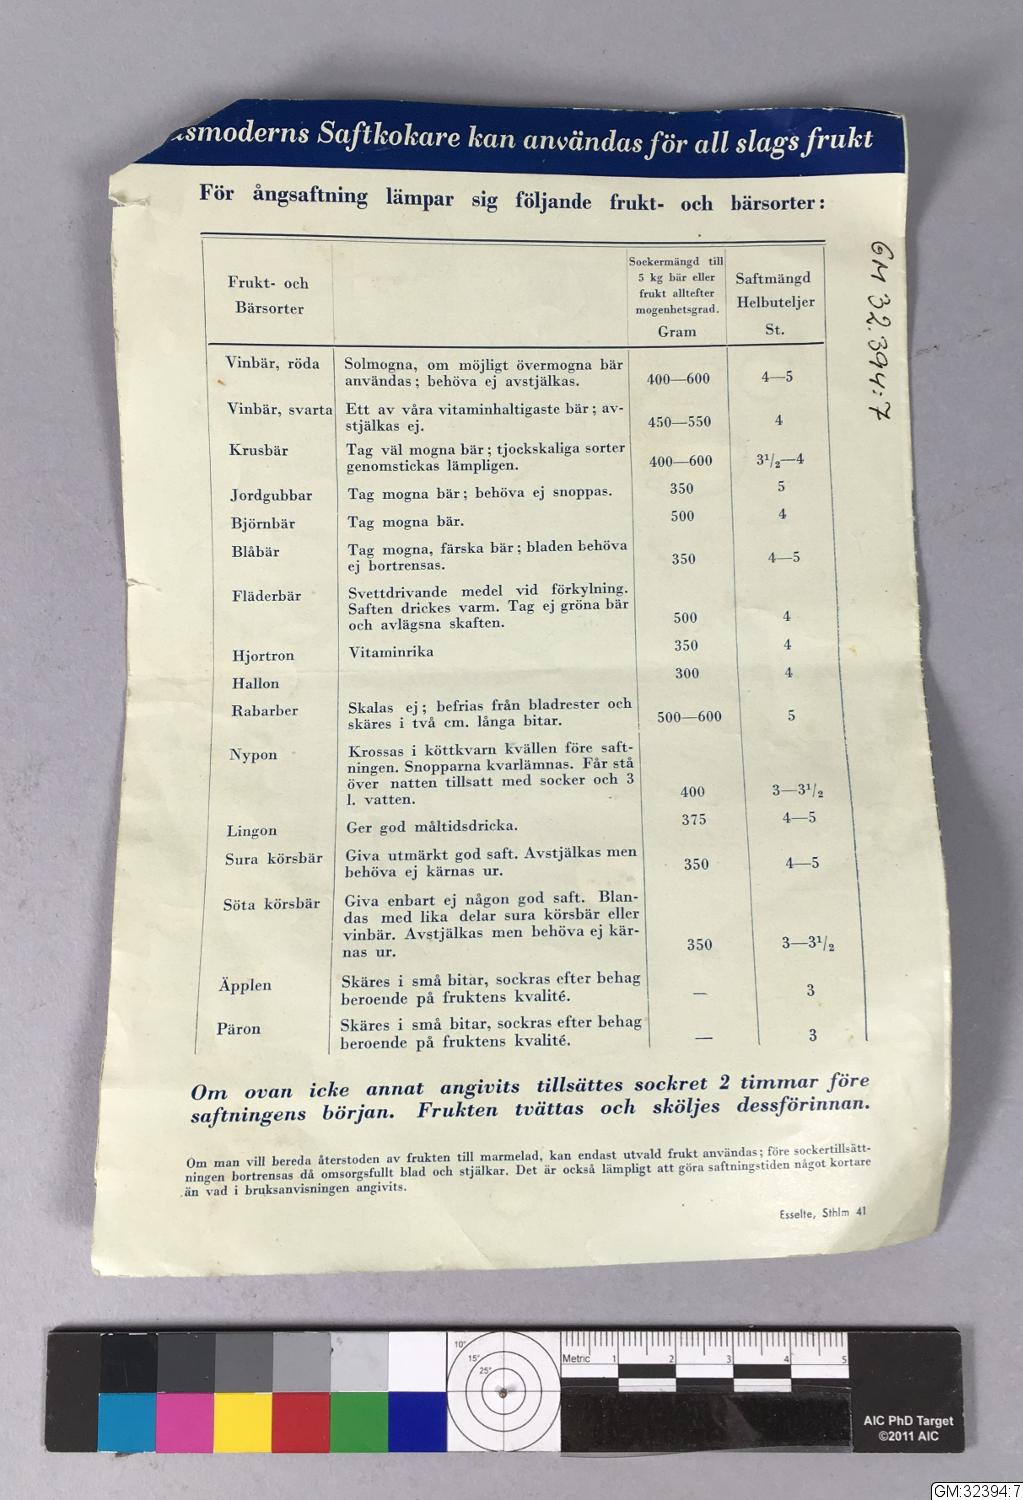 smoderns Saftkokare kan användas för all slags frukt
För ångsaftning lämpar sig följande frukt- och bärsorter:
Frukt- och
Bärsorter
Sockermängd till
5 kg bär eller
frukt alltefter
mogenhetsgrad.
Gram
Saftmängd
Helbuteljer
St.
Vinbär, röda
Solmogna, om möjligt övermogna bär
användas; behöva ej avstjälkas.
400—600
4—5
Vinbär, svarta
Ett av våra vitaminhaltigaste bär; av-
stjälkas ej.
450—550
4
Krusbär
Tag väl mogna bär; tjockskaliga sorter
genomstickas lämpligen.
400—600
3 1/2—4
Jordgubbar
Tag mogna bär; behöva ej snoppas.
350
5
Björnbär
Tag mogna bär.
500
4
Blåbär
Tag mogna, färska bär; bladen behöva
ej bortrensas.
350
4—5
Fläderbär
Svettdrivande medel vid förkylning.
Saften drickes varm. Tag ej gröna bär
och avlägsna skaften.
500
4
Hjortron
Vitaminrika
350
4
Hallon
300
4
Rabarber
Skalas ej; befrias från bladrester och
skäres i två cm. långa bitar.
500—600
5
Nypon
Krossas i köttkvarn kvällen före saft-
ningen. Snopparna kvarlämnas. Får stå
över natten tillsatt med socker och 3
l. vatten.
400
3—3 1/2
Lingon
Ger god måltidsdricka.
375
4—5
Sura körsbär
Giva utmärkt god saft. Avstjälkas men
behöva ej kärnas ur.
350
4—5
Söta körsbär
Giva enbart ej någon god saft. Blan-
das med lika delar sura körsbär eller
vinbär. Avstjälkas men behöva ej kär-
nas ur.
350
3—3 1/2
Äpplen
Skäres i små bitar, sockras efter behag
beroende på fruktens kvalité.
—
3
Päron
Skäres i små bitar, sockras efter behag
beroende på fruktens kvalité.
—
3
Om ovan icke annat angivits tillsättes sockret 2 timmar före
saftningens början. Frukten tvättas och sköljes dessförinnan.
Om man vill bereda återstoden av frukten till marmelad, kan endast utvald frukt användas; före sockertillsätt-
ningen bortrensas då omsorgsfullt blad och stjälkar. Det är också lämpligt att göra saftningstiden något kortare
än vad i bruksanvisningen angivits.
Esselte, Sthlm 41
GM 32.394:7
10°
15°
25°
Metric 1 2 3 4 5
AIC PhD Target
©2011 AIC
GM:32394:7